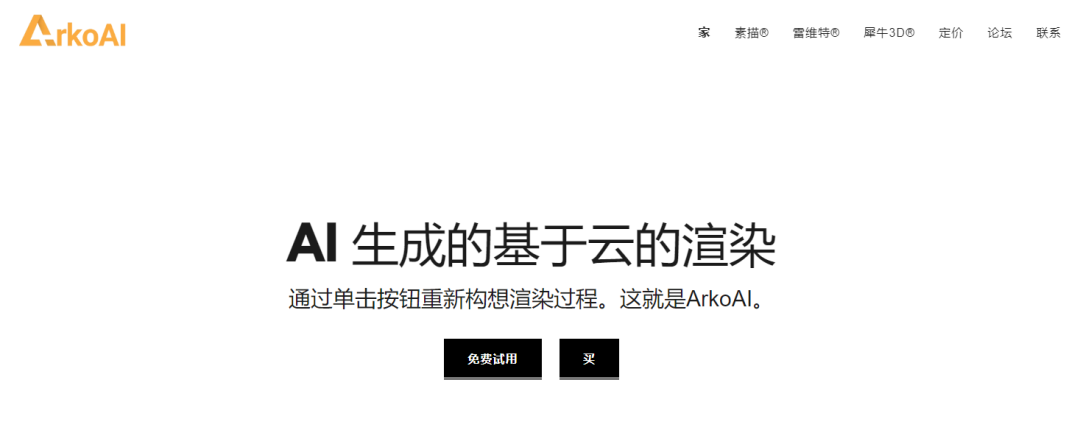 ArkoAI
家 素描® 雷维特® 犀牛3D® 定价 论坛 联系
AI 生成的基于云的渲染
通过单击按钮重新构想渲染过程。这就是ArkoAI。
免费试用 买